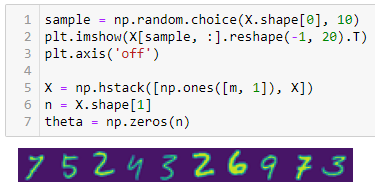 1 sample = np.random.choice(X.shape[0], 10)
2 plt.imshow(X[sample, :].reshape(-1, 20).T)
3 plt.axis('off')
4
5 X = np.hstack([np.ones([m, 1]), X])
6 n = X.shape[1]
7 theta = np.zeros(n)
7 5 2 4 3 2 6 9 7 3